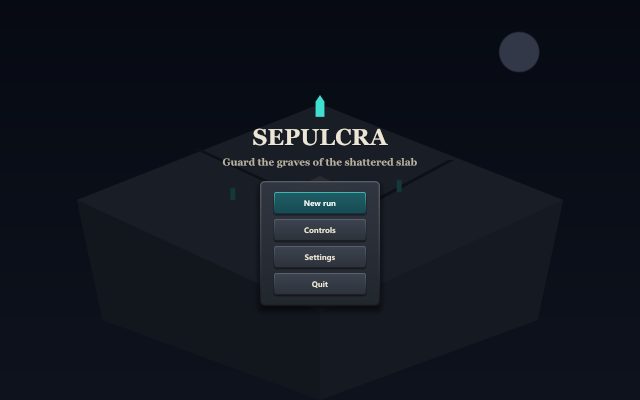 SEPULCRA
Guard the graves of the shattered slab
New run
Controls
Settings
Quit